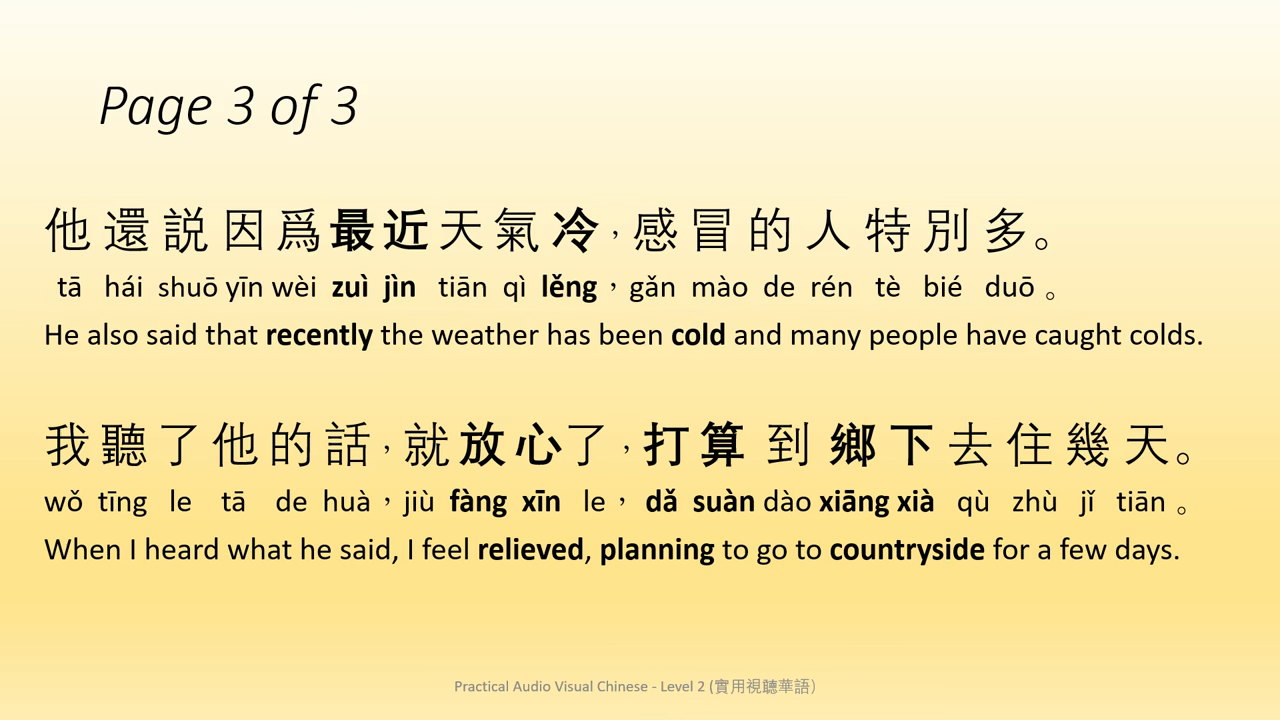 Page 3 of 3
他還説因爲最近天氣冷，感冒的人特別多。
tā hái shuō yīn wèi zuì jìn tiān qì lěng，gǎn mào de rén tè bié duō 。
He also said that recently the weather has been cold and many people have caught colds.
我聽了他的話，就放心了，打算到鄉下去住幾天。
wǒ tīng le tā de huà，jiù fàng xīn le， dǎ suàn dào xiāng xià qù zhù jǐ tiān 。
When I heard what he said, I feel relieved, planning to go to countryside for a few days.
Practical Audio Visual Chinese - Level 2 (實用視聽華語）